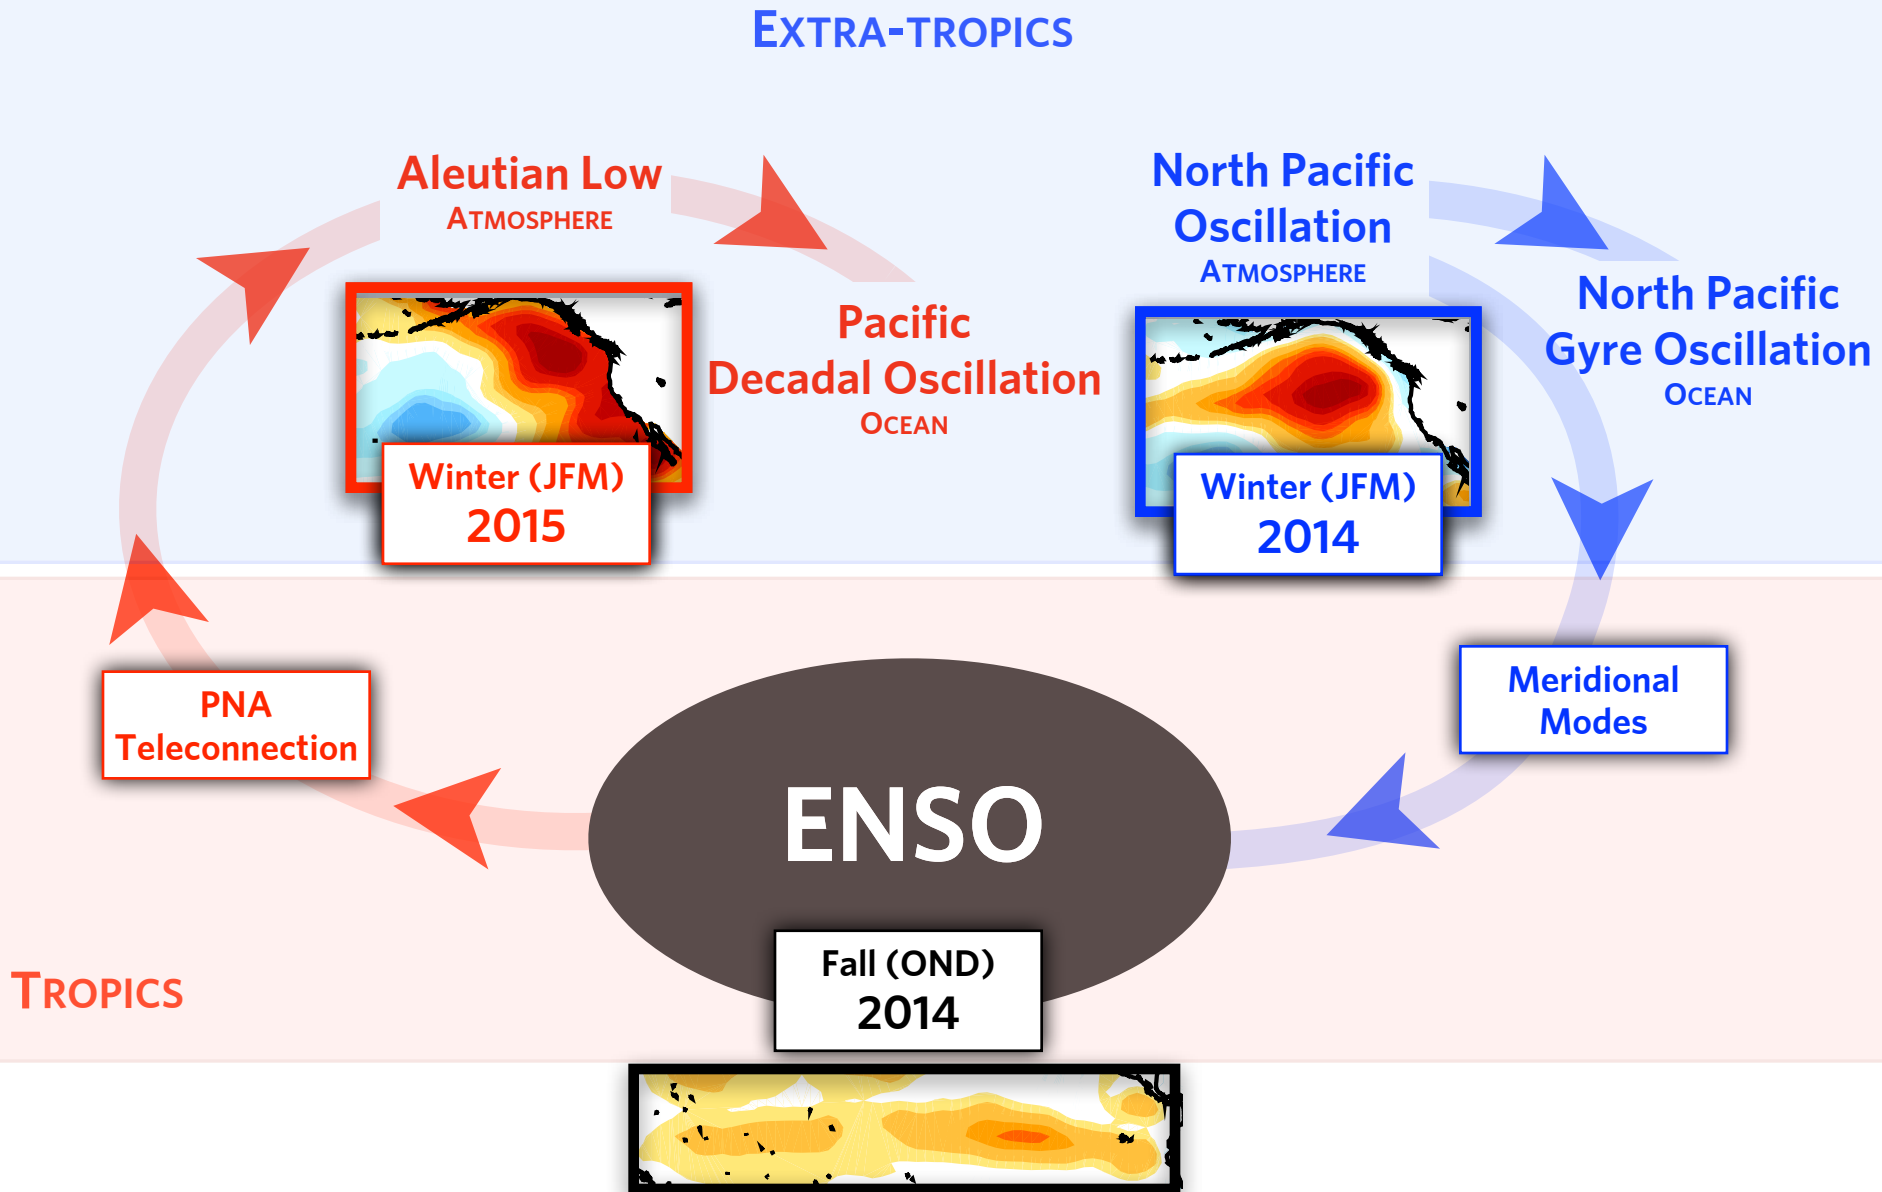 EXTRA-TROPICS
Aleutian Low
ATMOSPHERE
Pacific
Decadal Oscillation
OCEAN
Winter (JFM)
2015
North Pacific
Oscillation
ATMOSPHERE
North Pacific
Gyre Oscillation
OCEAN
Winter (JFM)
2014
PNA
Teleconnection
Meridional
Modes
ENSO
Fall (OND)
2014
TROPICS